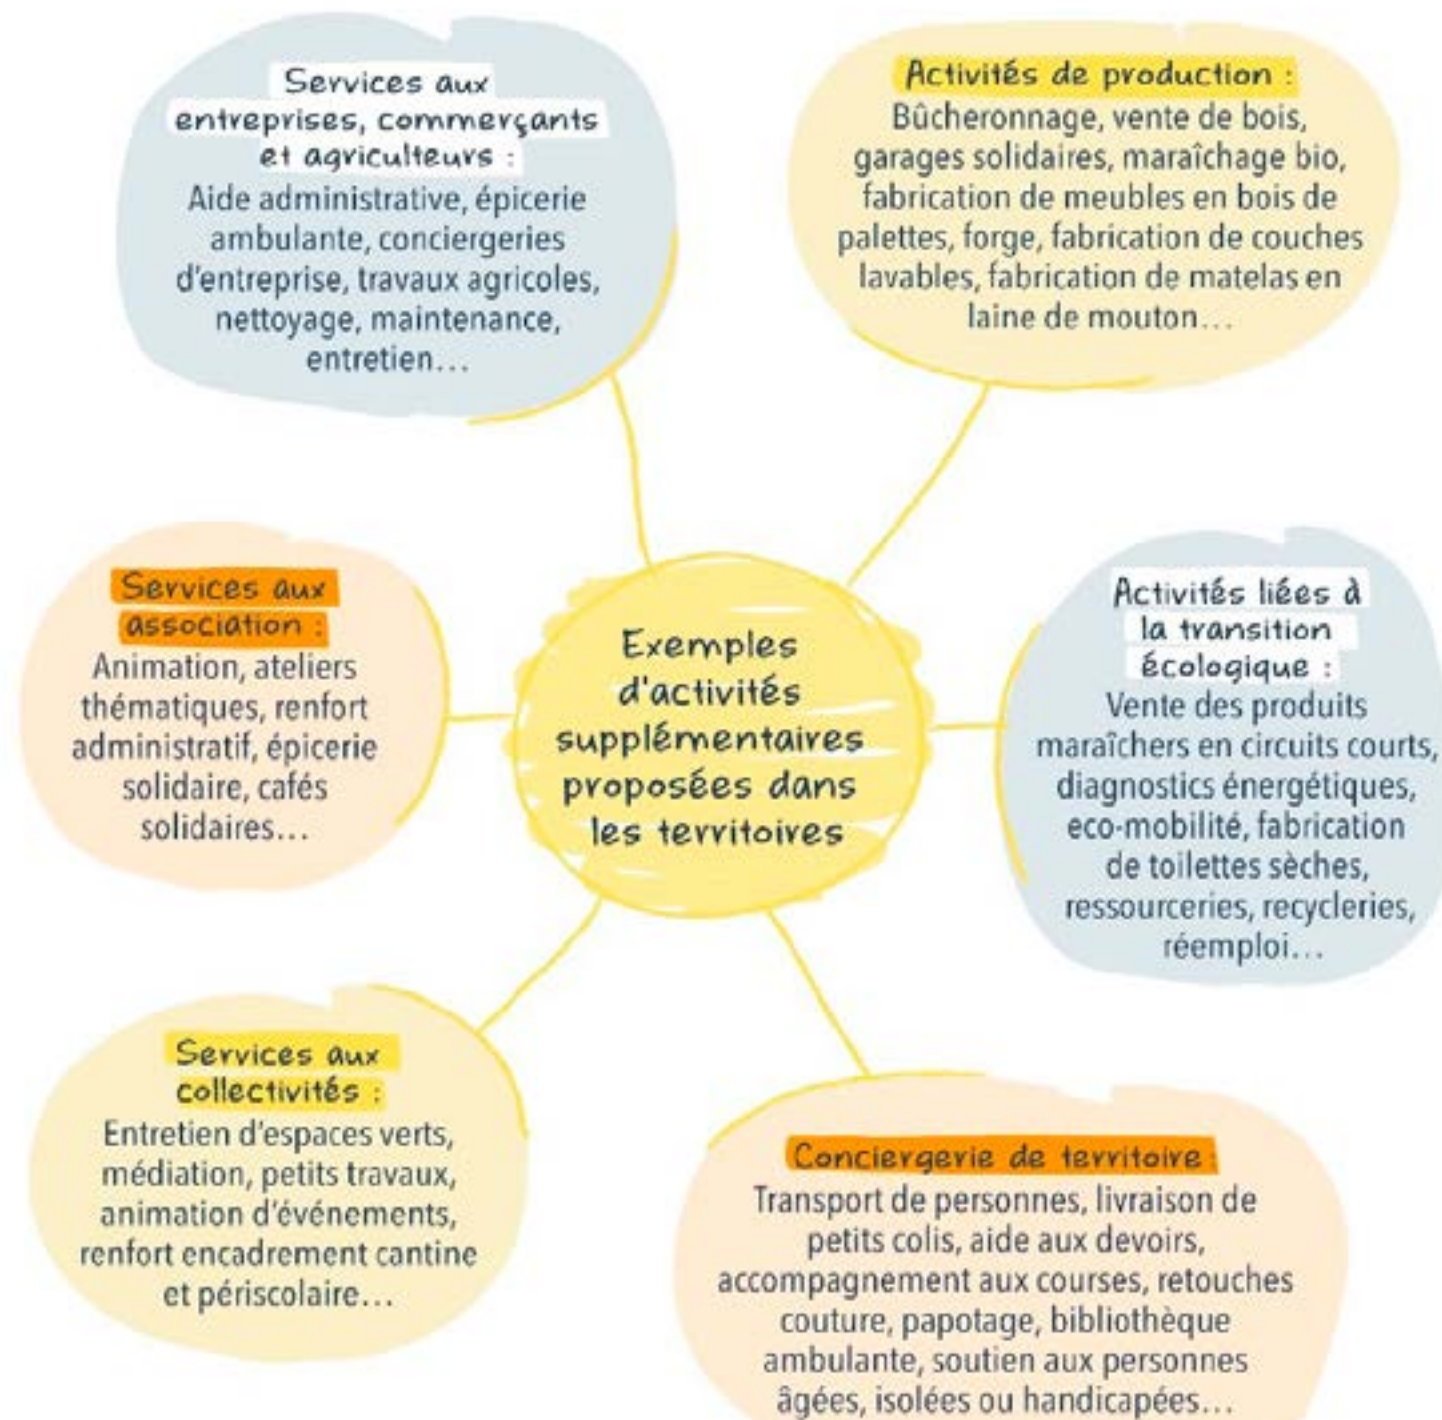 Services aux
entreprises, commerçants
et agriculteurs :
Aide administrative, épicerie
ambulante, conciergeries
d'entreprise, travaux agricoles,
nettoyage, maintenance,
entretien...
Activités de production :
Bûcheronnage, vente de bois,
garages solidaires, maraîchage bio,
fabrication de meubles en bois de
palettes, forge, fabrication de couches
lavables, fabrication de matelas en
laine de mouton...
Services aux
association :
Animation, ateliers
thématiques, renfort
administratif, épicerie
solidaire, cafés
solidaires...
Exemples
d'activités
supplémentaires
proposées dans
les territoires
Activités liées à
la transition
écologique :
Vente des produits
maraîchers en circuits courts,
diagnostics énergétiques,
eco-mobilité, fabrication
de toilettes sèches,
ressourceries, recycleries,
réemploi...
Services aux
collectivités :
Entretien d'espaces verts,
médiation, petits travaux,
animation d'événements,
renfort encadrement cantine
et périscolaire...
Conciergerie de territoire :
Transport de personnes, livraison de
petits colis, aide aux devoirs,
accompagnement aux courses, retouches
couture, papotage, bibliothèque
ambulante, soutien aux personnes
âgées, isolées ou handicapées...